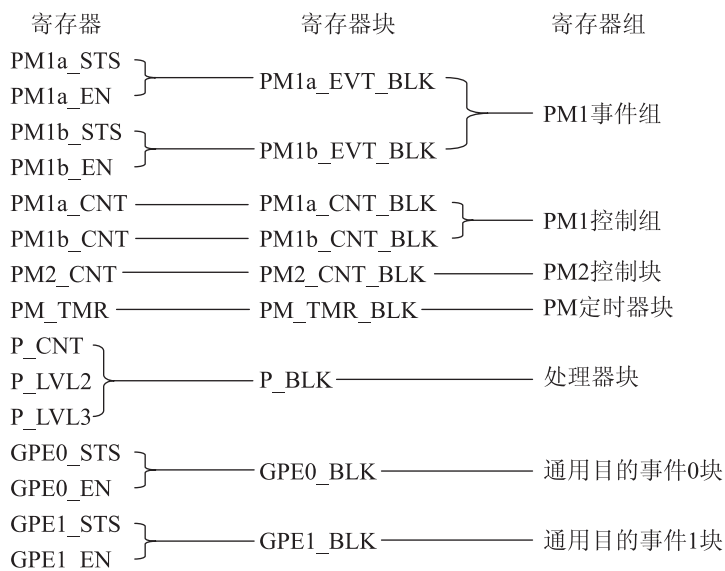 寄存器 寄存器块 寄存器组
PM1a_STS
PM1a_EN
PM1a_EVT_BLK
PM1b_STS
PM1b_EN
PM1b_EVT_BLK
PM1事件组
PM1a_CNT PM1a_CNT_BLK
PM1b_CNT PM1b_CNT_BLK
PM1控制组
PM2_CNT PM2_CNT_BLK PM2控制块
PM_TMR PM_TMR_BLK PM定时器块
P_CNT
P_LVL2 P_BLK 处理器块
P_LVL3
GPE0_STS
GPE0_EN
GPE0_BLK 通用目的事件0块
GPE1_STS
GPE1_EN
GPE1_BLK 通用目的事件1块